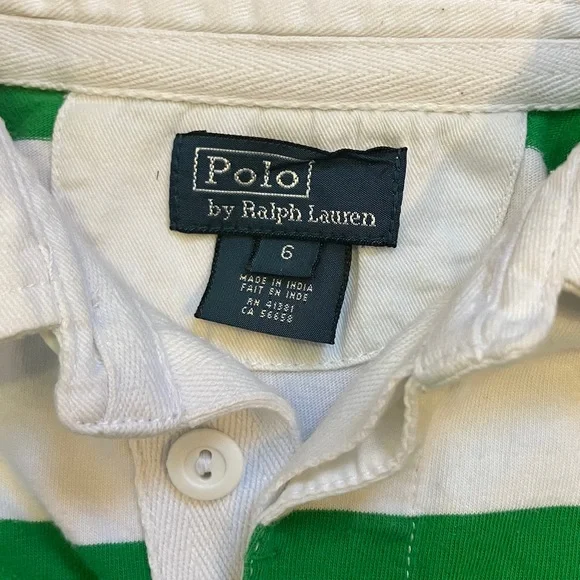 Polo
by Ralph Lauren
6
MADE IN INDIA
FAIT EN INDE
RN 41381
CA 56658